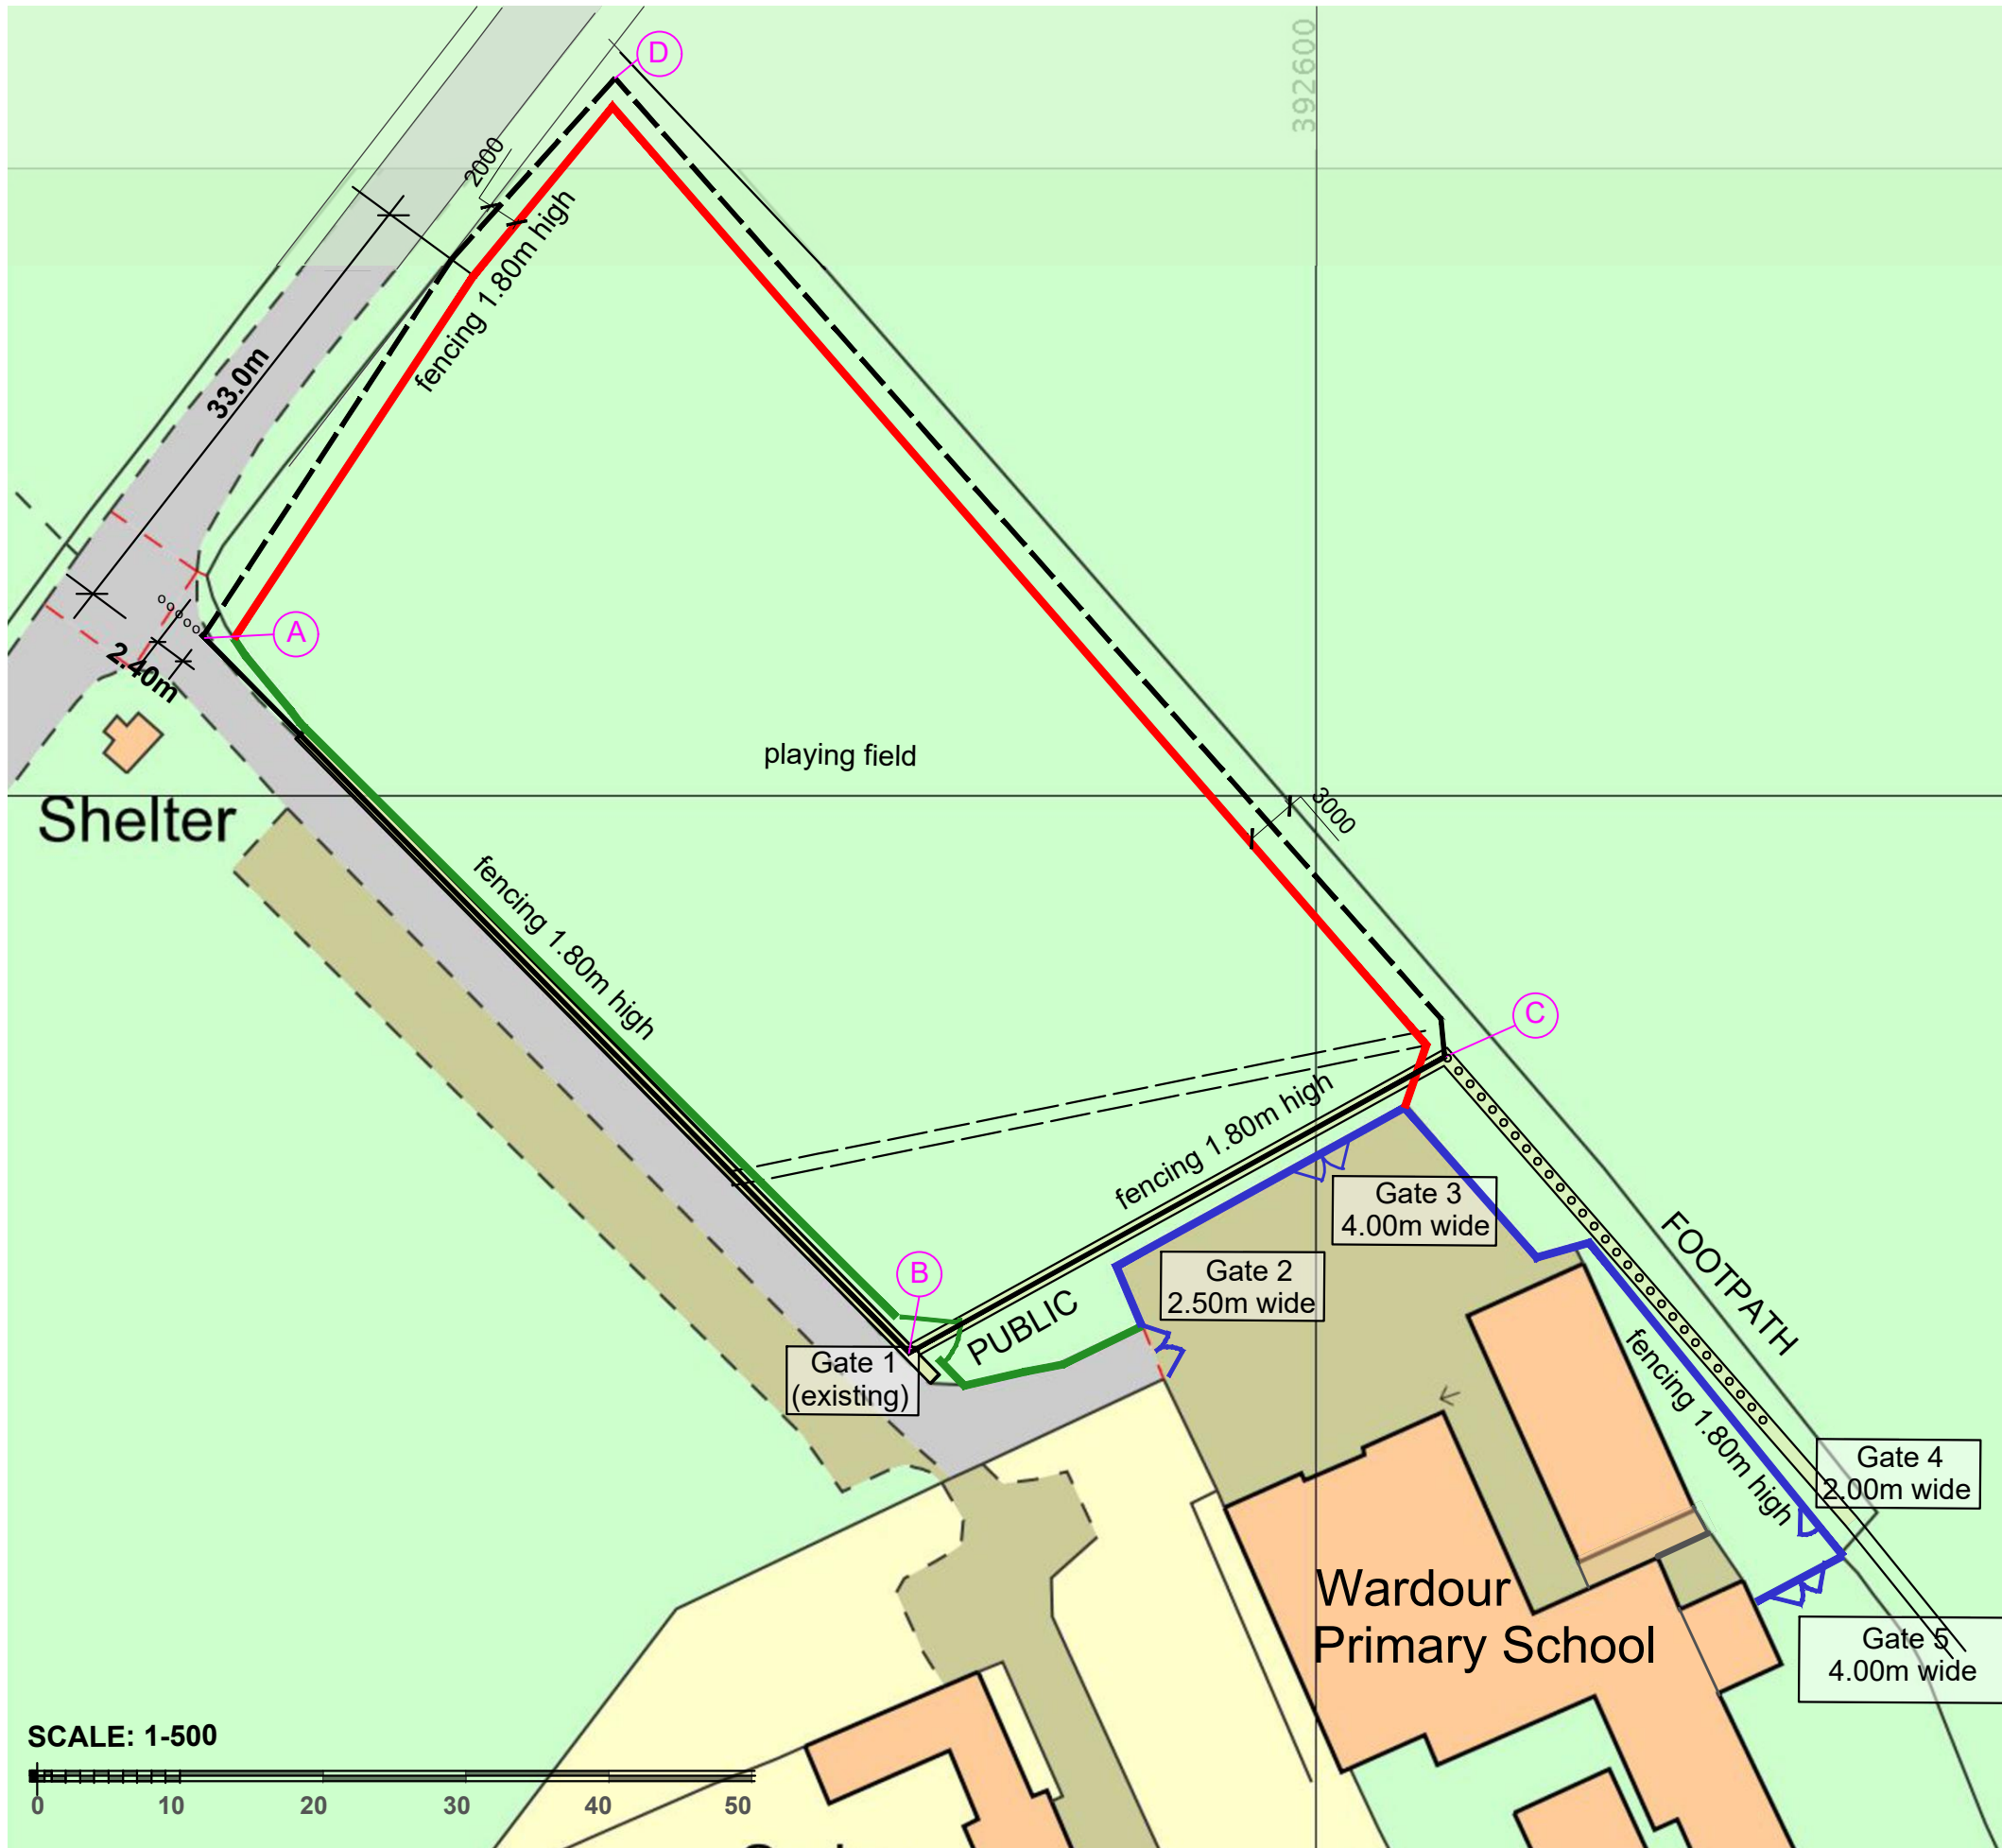 D
392600
2000
fencing 1.80m high
33.0m
A
2.40m
playing field
3000
Shelter
fencing 1.80m high
C
fencing 1.80m high
Gate 3
4.00m wide
FOOTPATH
B
Gate 2
2.50m wide
PUBLIC
Gate 1
(existing)
fencing 1.80m high
Gate 4
2.00m wide
Wardour
Primary School
Gate 5
4.00m wide
SCALE: 1-500
0 10 20 30 40 50